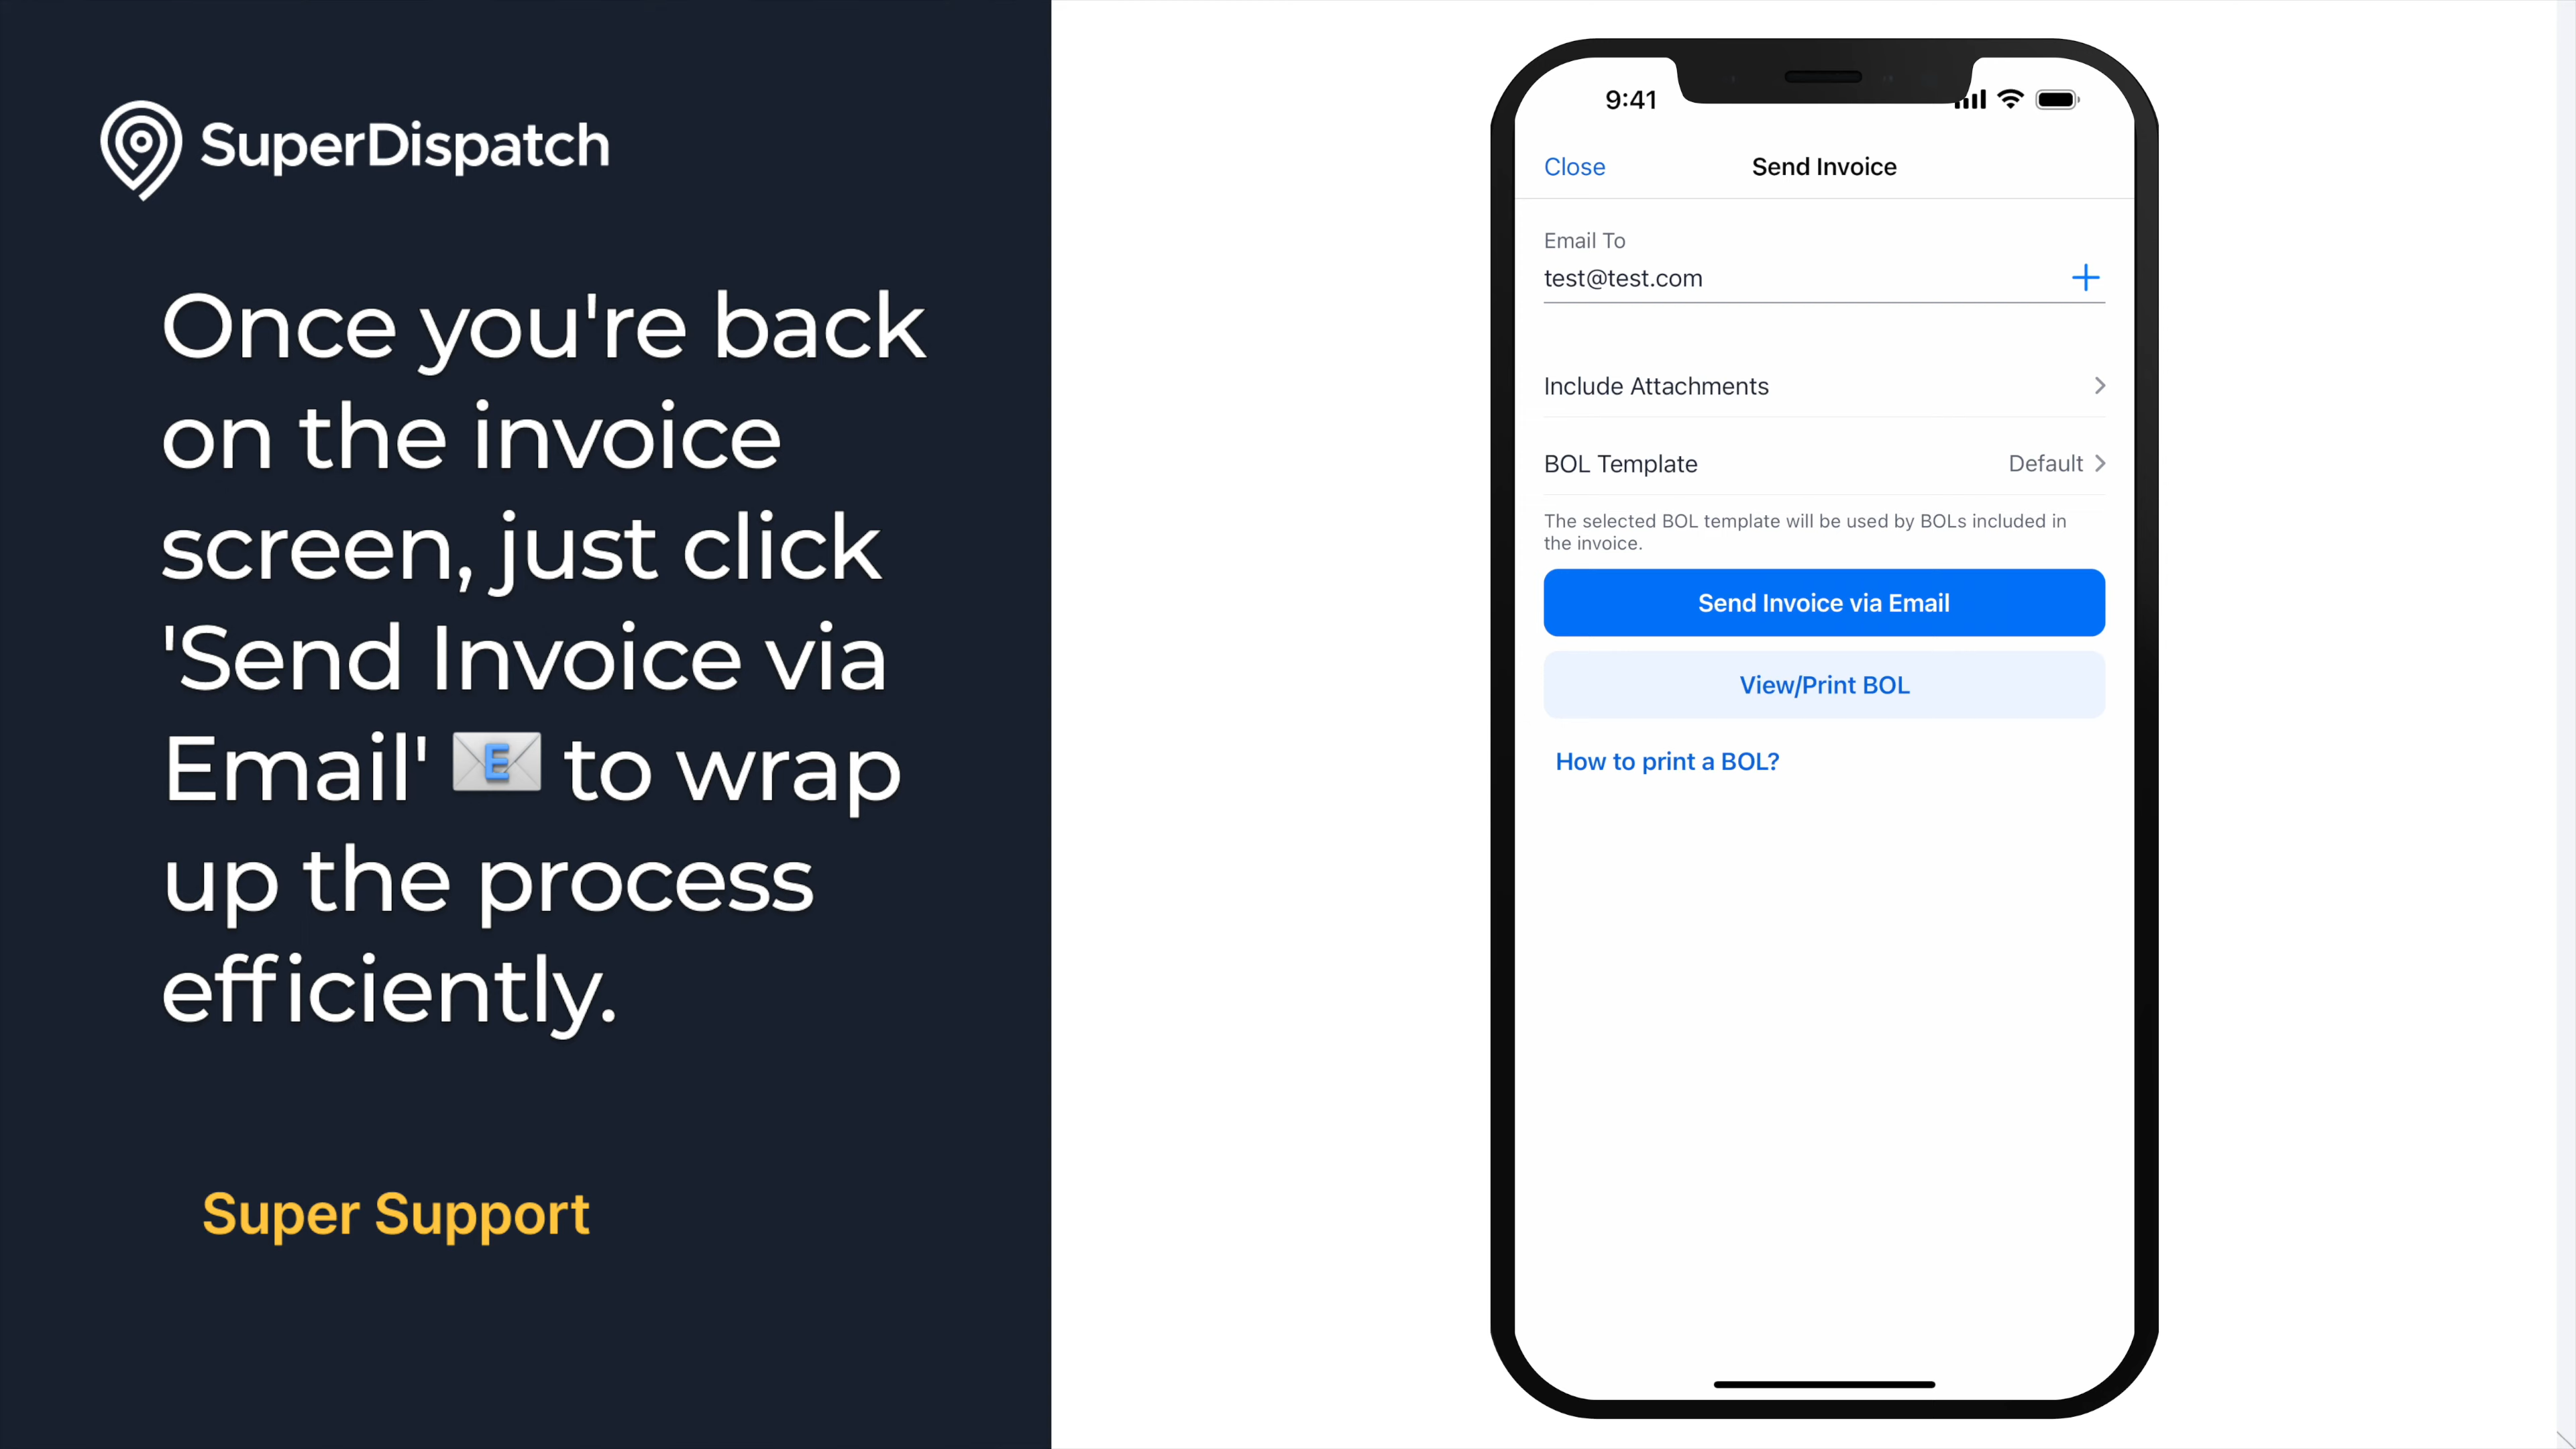 SuperDispatch
Once you're back
on the invoice
screen, just click
'Send Invoice via
Email' 📧 to wrap
up the process
efficiently.
Super Support
9:41
Close
Send Invoice
Email To
test@test.com
Include Attachments
BOL Template
Default
The selected BOL template will be used by BOLs included in
the invoice.
Send Invoice via Email
View/Print BOL
How to print a BOL?